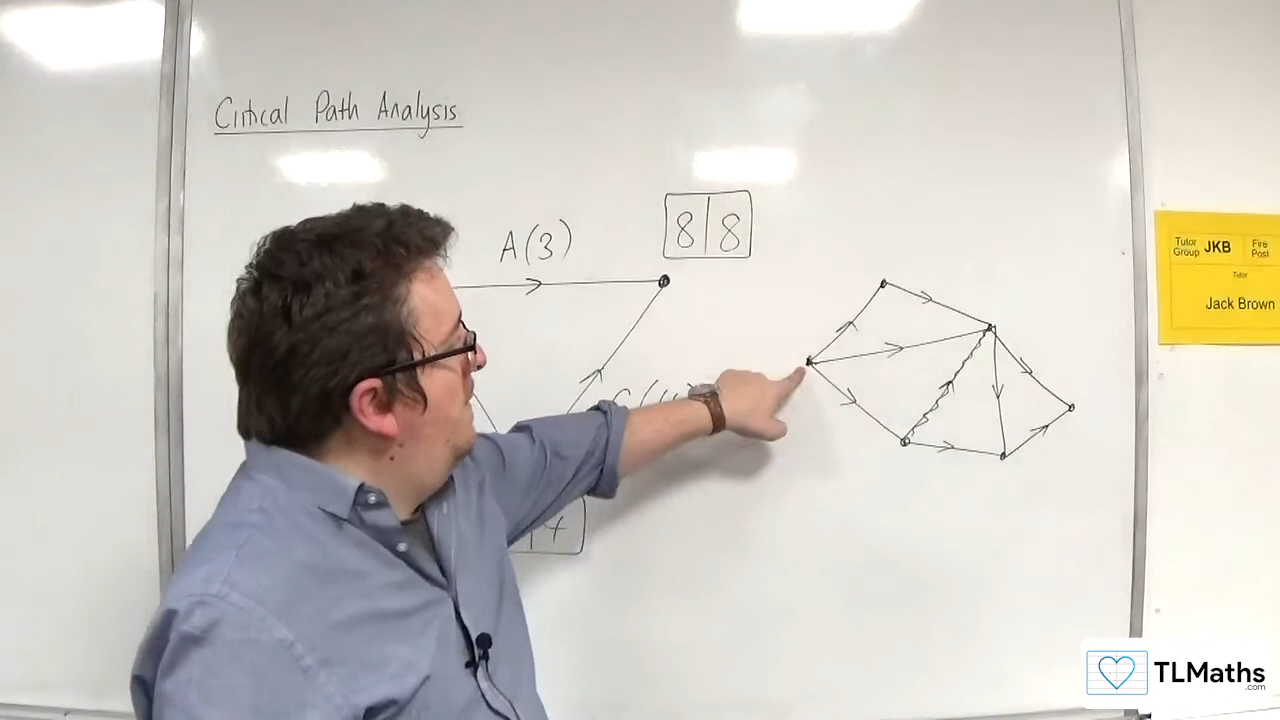 Critical Path Analysis
A(3)
8 8
Tutor Group JKB Fire Post
Tutor
Jack Brown
TLMaths
.com